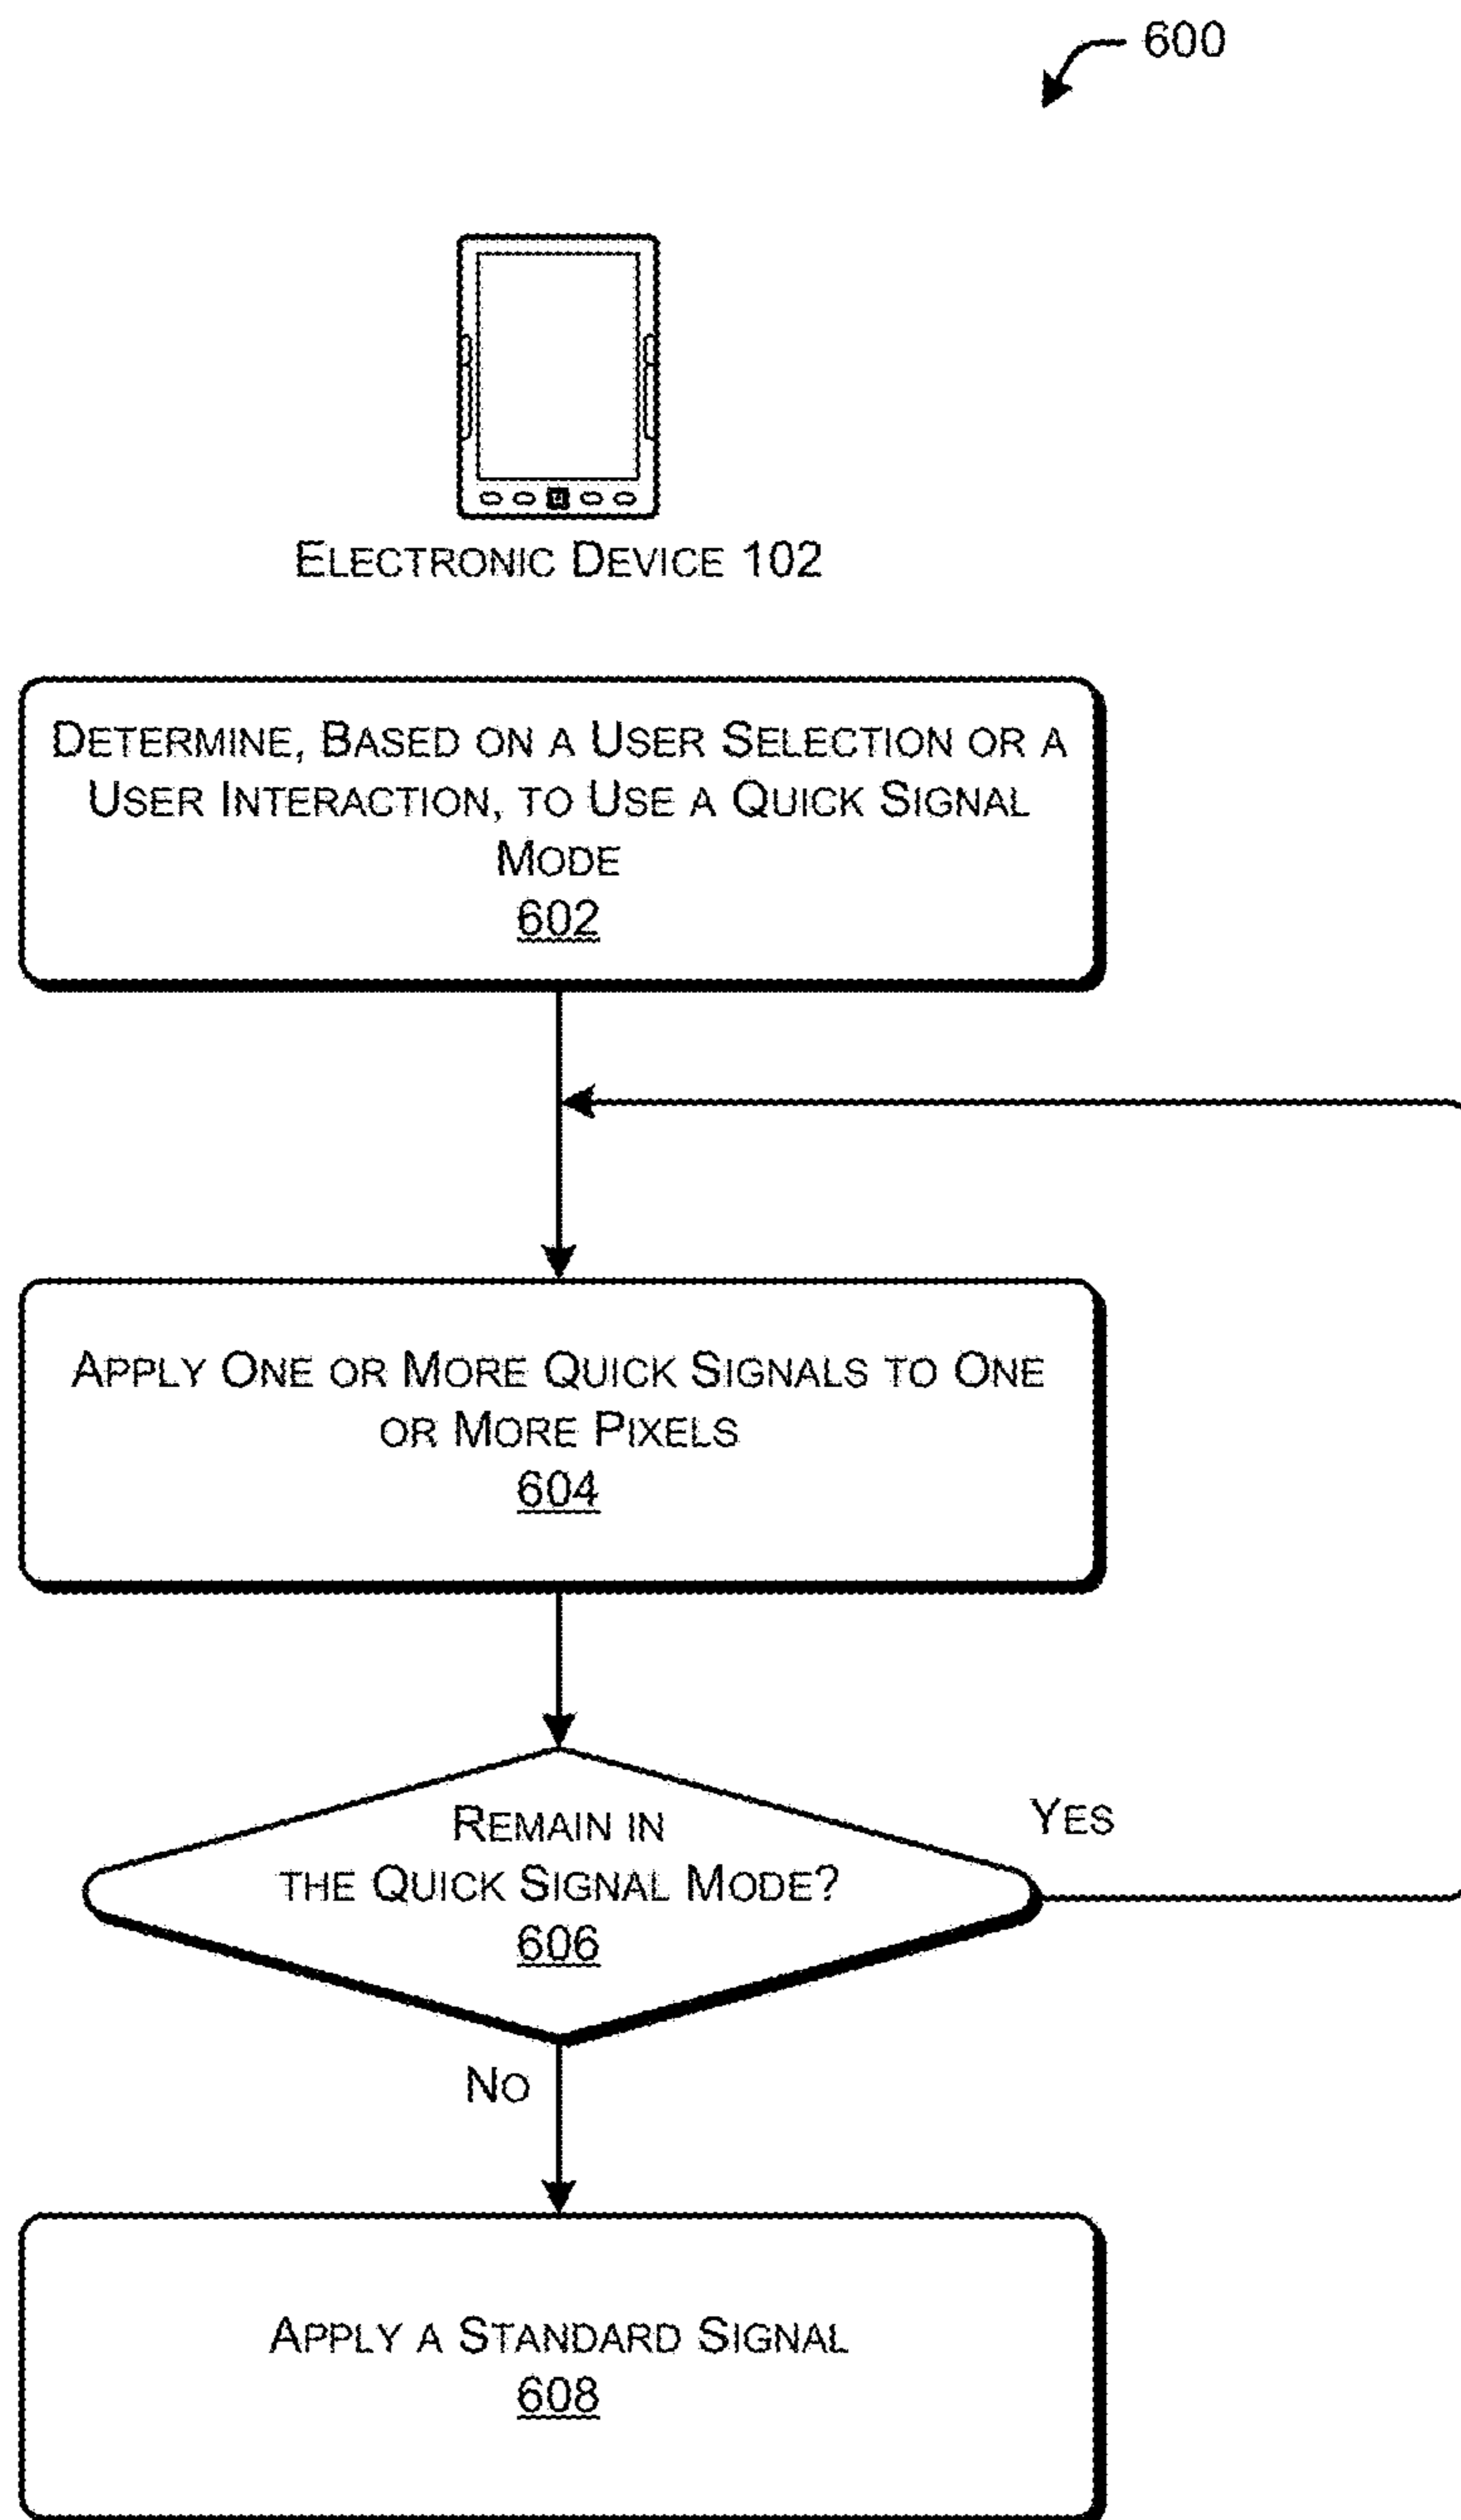 600
ELECTRONIC DEVICE 102
DETERMINE, BASED ON A USER SELECTION OR A
USER INTERACTION, TO USE A QUICK SIGNAL
MODE
602
APPLY ONE OR MORE QUICK SIGNALS TO ONE
OR MORE PIXELS
604
REMAIN IN
THE QUICK SIGNAL MODE?
606
YES
NO
APPLY A STANDARD SIGNAL
608